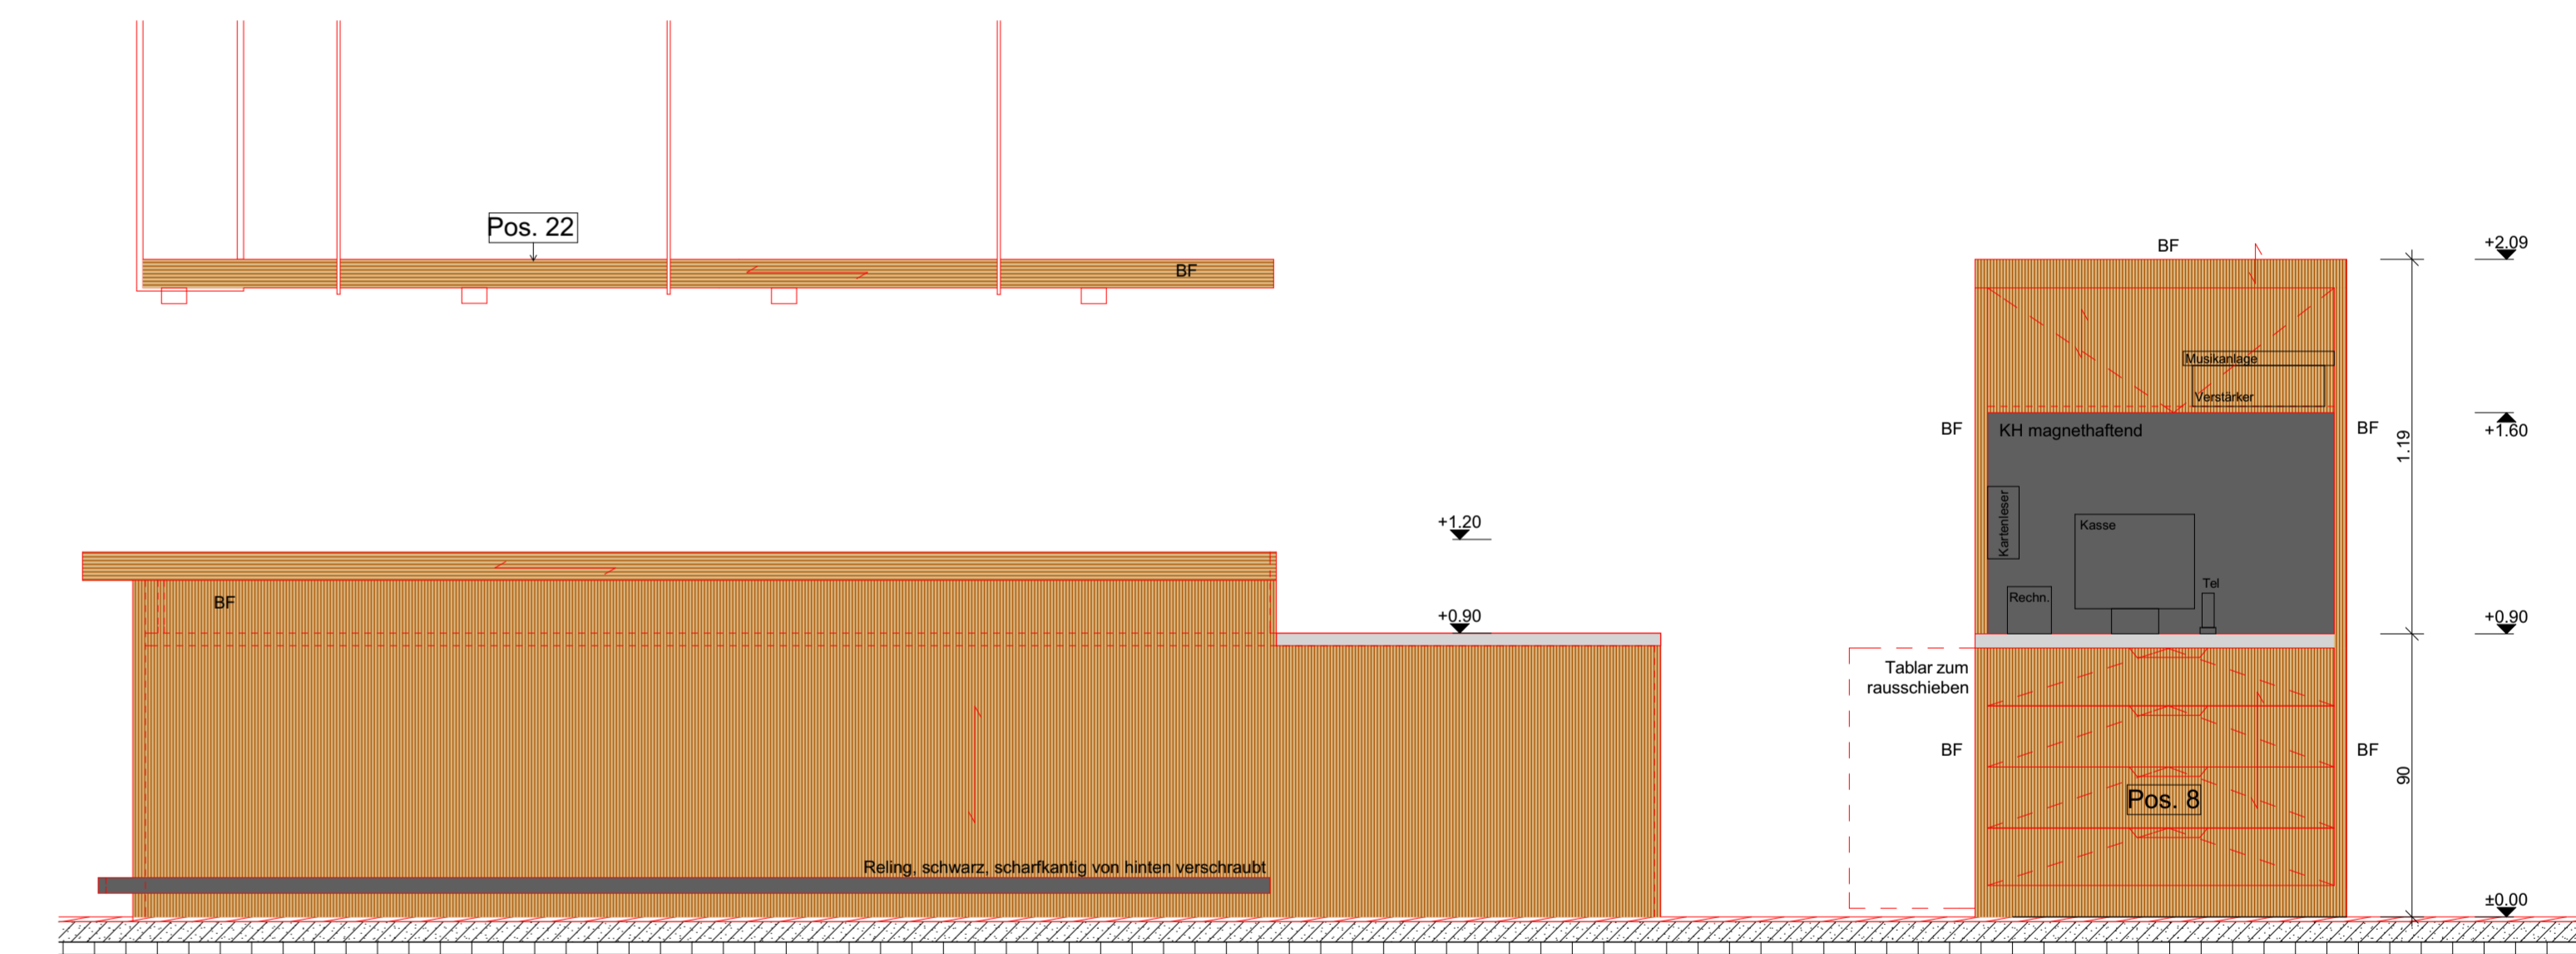 Pos. 22
BF
BF
+2.09
Musikanlage
Verstärker
BF
KH magnethaftend
BF
+1.60
1.19
Kartenleser
Kasse
+1.20
Tel
Rechn.
BF
+0.90
+0.90
Tablar zum
rausschieben
BF
BF
90
Pos. 8
Reling, schwarz, scharfkantig von hinten verschraubt
±0.00